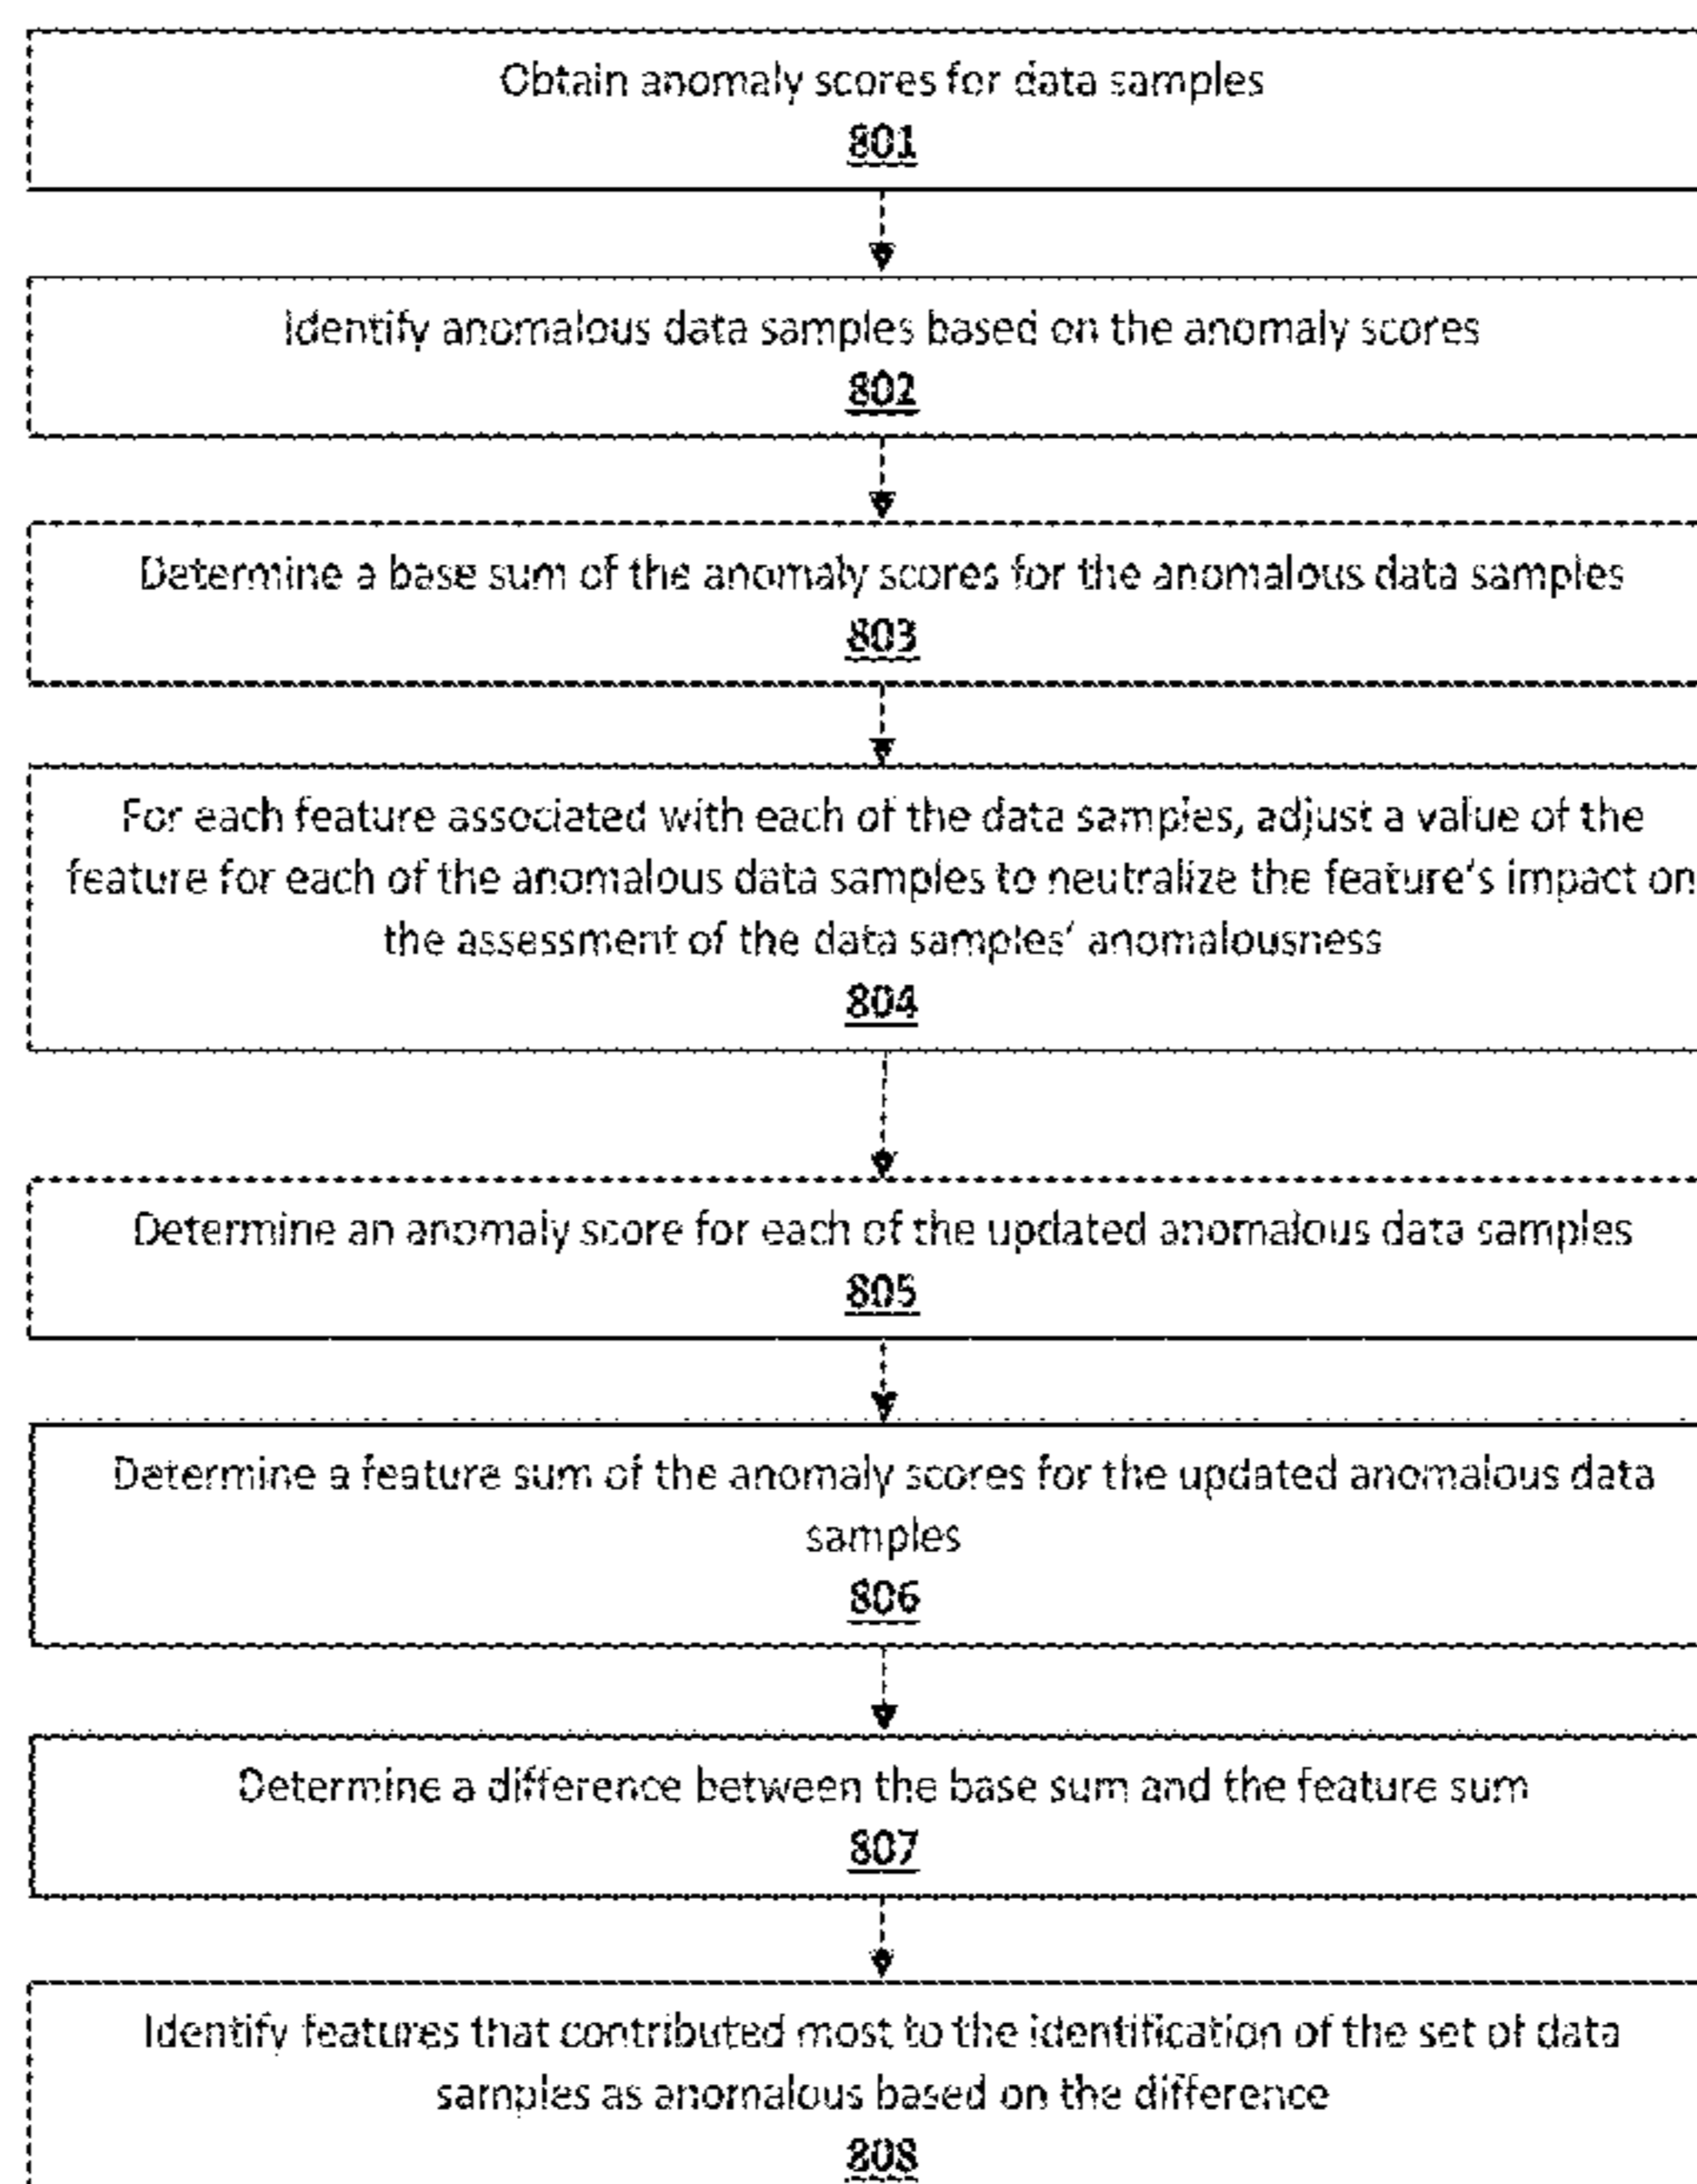 Obtain anomaly scores for data samples
801
Identify anomalous data samples based on the anomaly scores
802
Determine a base sum of the anomaly scores for the anomalous data samples
803
For each feature associated with each of the data samples, adjust a value of the
feature for each of the anomalous data samples to neutralize the feature's impact on
the assessment of the data samples' anomalousness
804
Determine an anomaly score for each of the updated anomalous data samples
805
Determine a feature sum of the anomaly scores for the updated anomalous data
samples
806
Determine a difference between the base sum and the feature sum
807
Identify features that contributed most to the identification of the set of data
samples as anomalous based on the difference
808